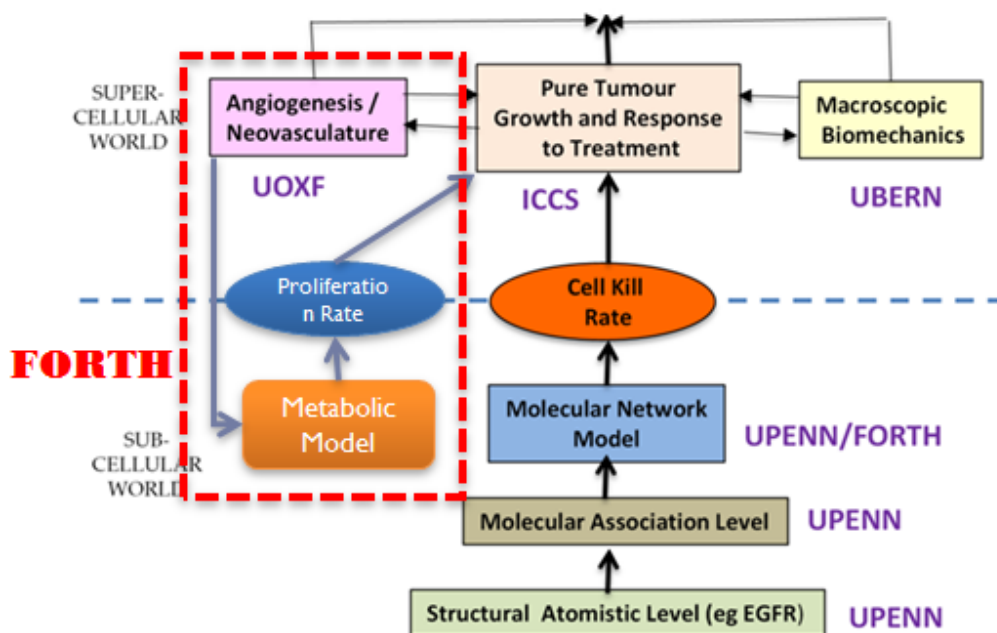 SUPER-
CELLULAR
WORLD
Angiogenesis /
Neovasculature
UOXF
Pure Tumour
Growth and Response
to Treatment
ICCS
Macroscopic
Biomechanics
UBERN
Proliferatio
n Rate
Cell Kill
Rate
FORTH
SUB-
CELLULAR
WORLD
Metabolic
Model
Molecular Network
Model
UPENN/FORTH
Molecular Association Level
UPENN
Structural Atomistic Level (eg EGFR)
UPENN